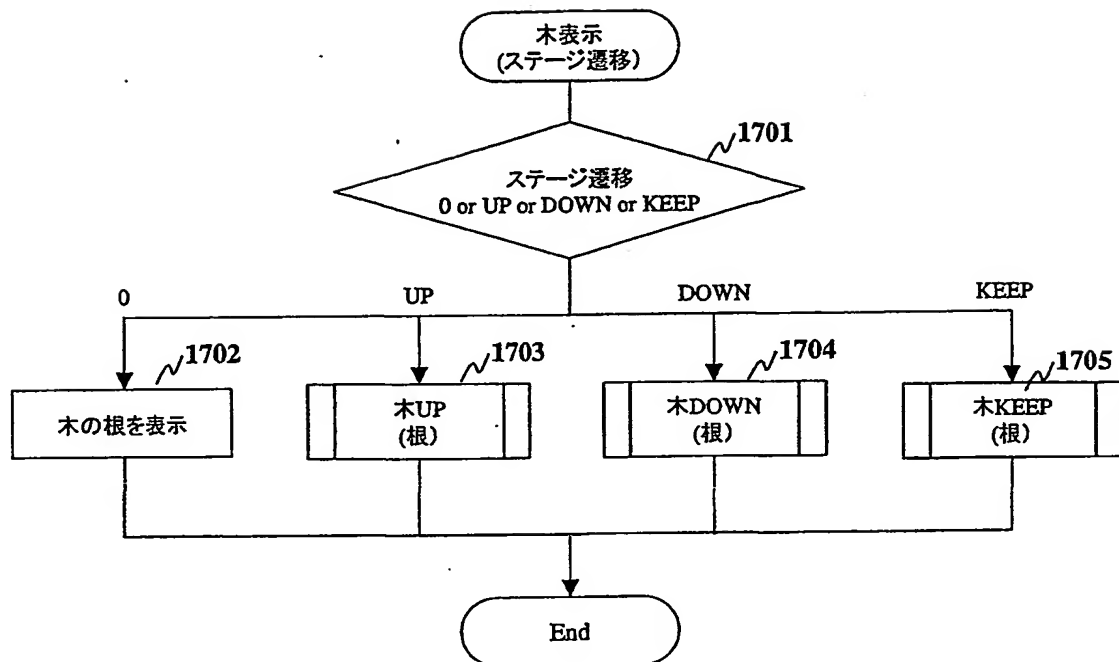 木表示
(ステージ遷移)
1701
ステージ遷移
0 or UP or DOWN or KEEP
0
UP
DOWN
KEEP
1702
1703
1704
1705
木の根を表示
木UP
(根)
木DOWN
(根)
木KEEP
(根)
End